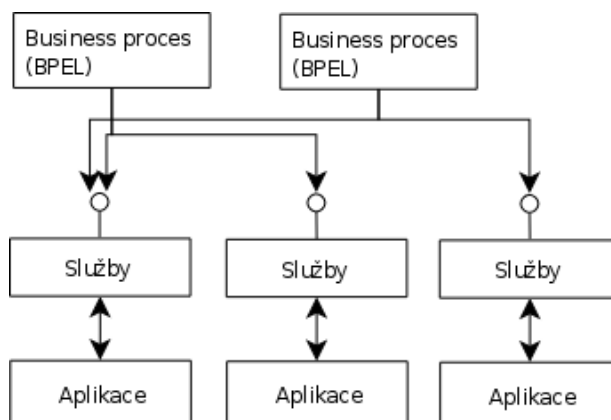 Business proces
(BPEL)
Business proces
(BPEL)
Služby
Služby
Služby
Aplikace
Aplikace
Aplikace